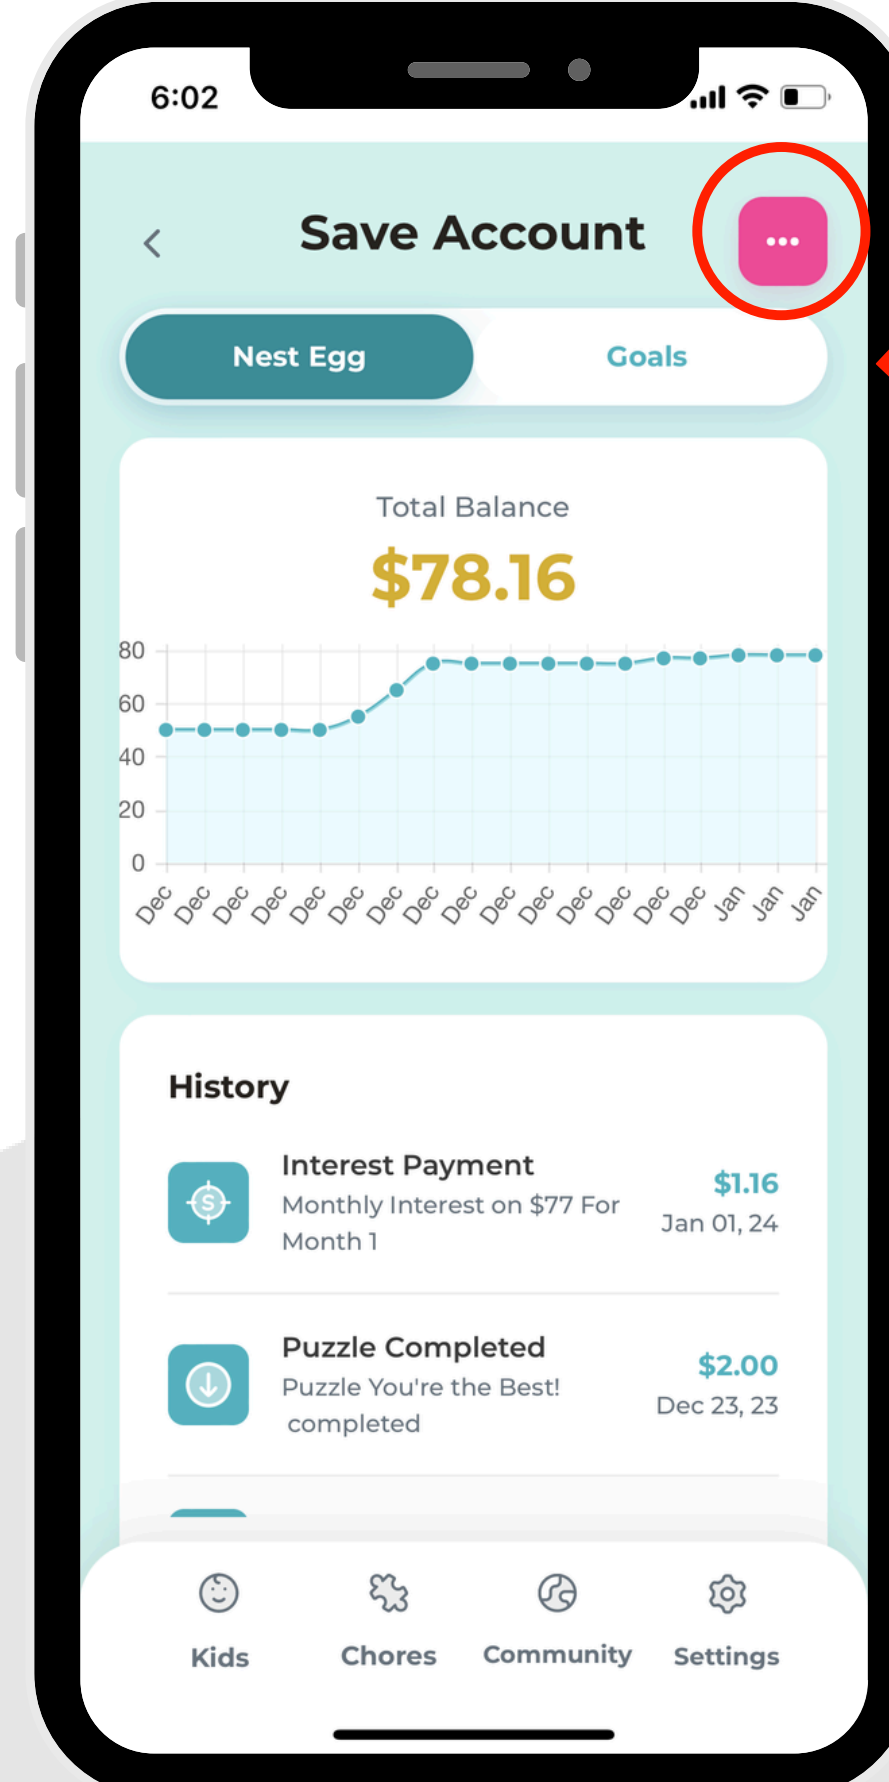 6:02
Save Account
Nest Egg
Goals
Total Balance
$78.16
80
60
40
20
0
Dec Dec Dec Dec Dec Dec Dec Dec Dec Dec Dec Dec Dec Dec Dec Jan Jan Jan
History
Interest Payment
$1.16
Monthly Interest on $77 For
Jan 01, 24
Month 1
Puzzle Completed
$2.00
Puzzle You're the Best!
Dec 23, 23
completed
Kids
Chores
Community
Settings